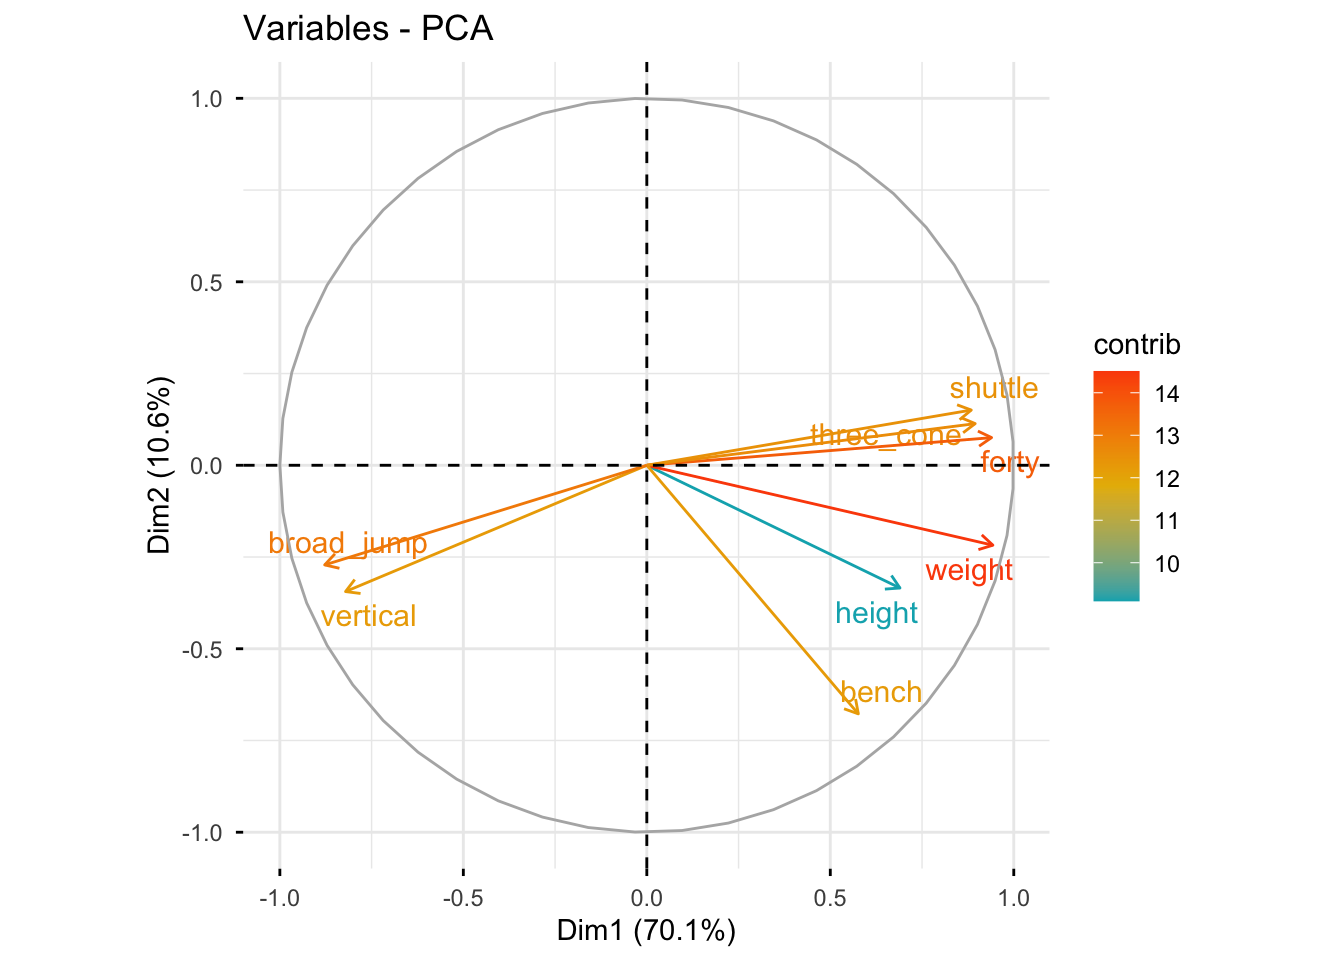 Variables - PCA
1.0
0.5
0.0
-0.5
-1.0
Dim2 (10.6%)
shuttle
three_cone
forty
broad_jump
weight
height
vertical
bench
-1.0
-0.5
0.0
0.5
1.0
Dim1 (70.1%)
contrib
14
13
12
11
10